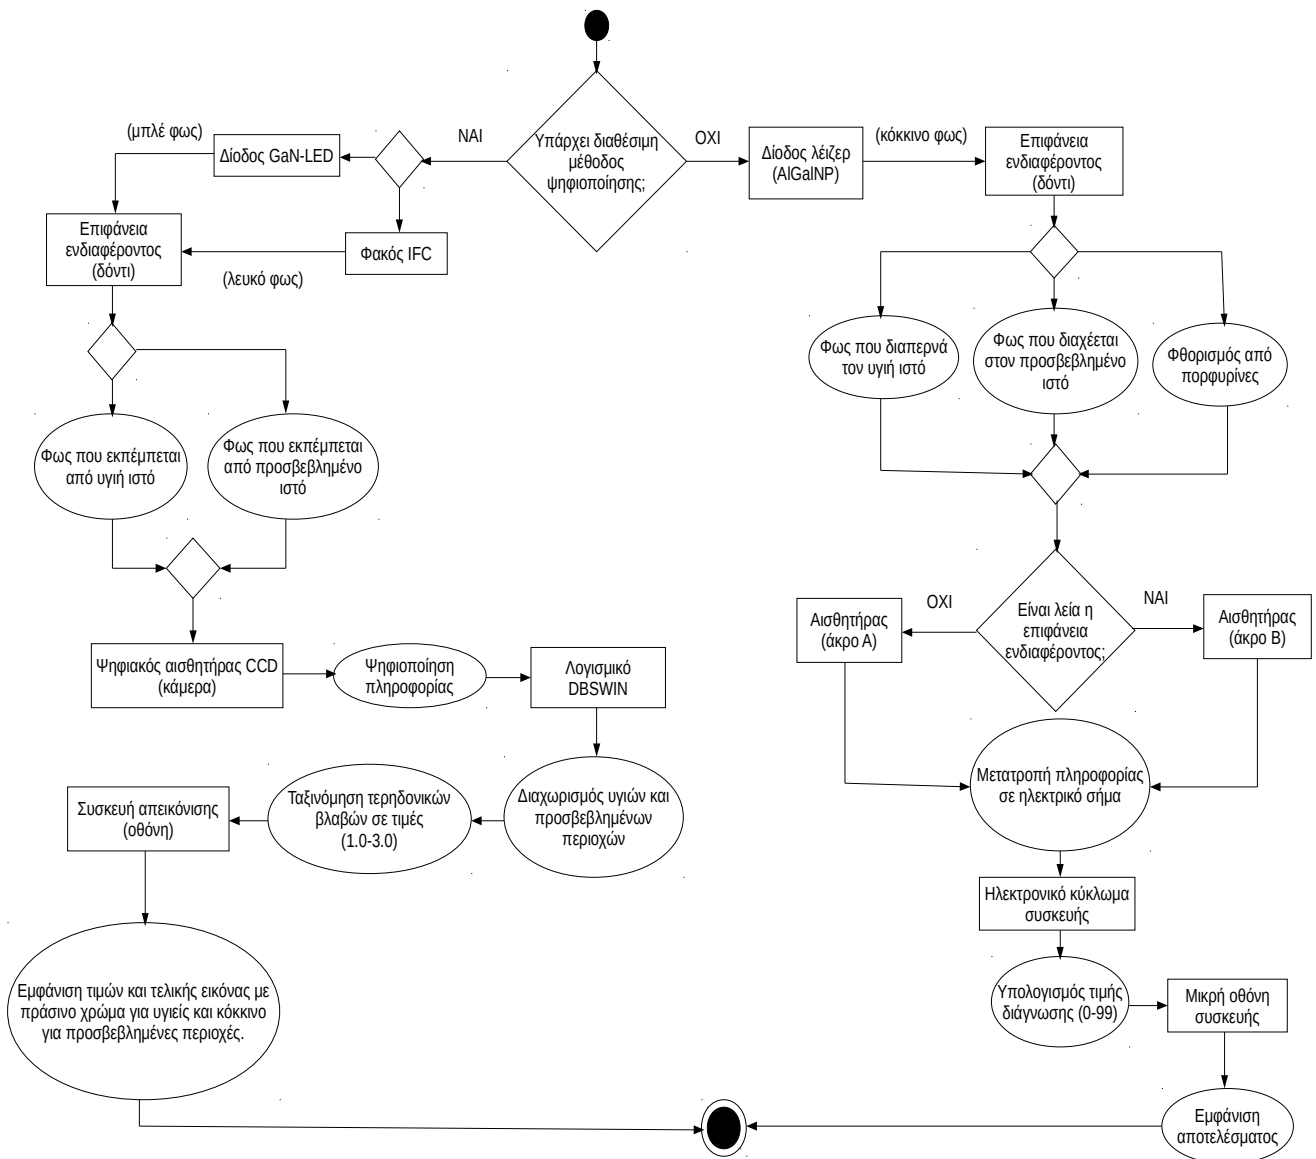 Υπάρχει διαθέσιμη
μέθοδος
ψηφιοποίησης;
ΝΑΙ
ΟΧΙ
(μπλέ φως)
Δίοδος GaN-LED
Φακός IFC
(λευκό φως)
Επιφάνεια
ενδιαφέροντος
(δόντι)
Φως που εκπέμπεται
από υγιή ιστό
Φως που εκπέμπεται
από προσβεβλημένο
ιστό
Ψηφιακός αισθητήρας CCD
(κάμερα)
Ψηφιοποίηση
πληροφορίας
Λογισμικό
DBSWIN
Διαχωρισμός υγιών και
προσβεβλημένων
περιοχών
Ταξινόμηση τερηδονικών
βλαβών σε τιμές
(1.0-3.0)
Συσκευή απεικόνισης
(οθόνη)
Εμφάνιση τιμών και τελικής εικόνας με
πράσινο χρώμα για υγιείς και κόκκινο
για προσβεβλημένες περιοχές.
Δίοδος λέιζερ
(AlGalNP)
(κόκκινο φως)
Επιφάνεια
ενδιαφέροντος
(δόντι)
Φως που διαπερνά
τον υγιή ιστό
Φως που διαχέεται
στον προσβεβλημένο
ιστό
Φθορισμός από
πορφυρίνες
Είναι λεία η
επιφάνεια
ενδιαφέροντος;
ΟΧΙ
ΝΑΙ
Αισθητήρας
(άκρο Α)
Αισθητήρας
(άκρο Β)
Μετατροπή πληροφορίας
σε ηλεκτρικό σήμα
Ηλεκτρονικό κύκλωμα
συσκευής
Υπολογισμός τιμής
διάγνωσης (0-99)
Μικρή οθόνη
συσκευής
Εμφάνιση
αποτελέσματος